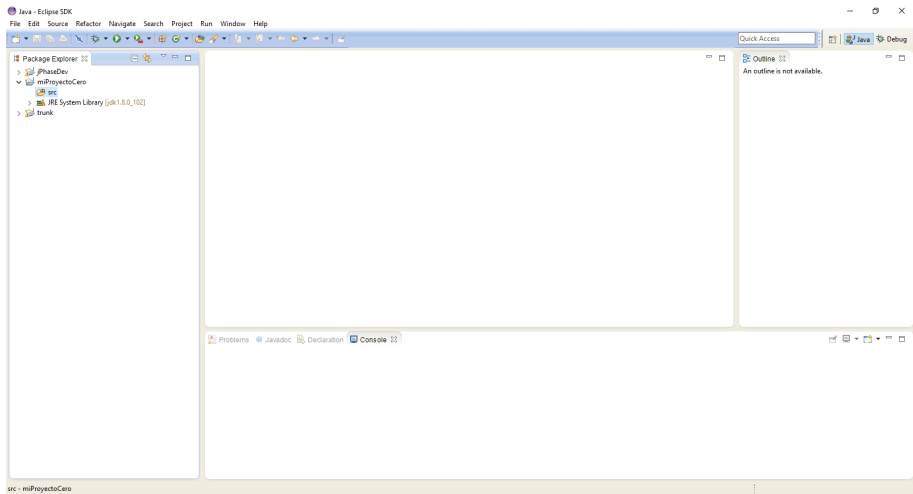 Java - Eclipse SDK
File Edit Source Refactor Navigate Search Project Run Window Help
Quick Access
Java
Debug
Package Explorer
jPhaseDev
miProyectoCero
src
JRE System Library [jdk1.8.0_102]
trunk
Outline
An outline is not available.
Problems @ Javadoc Declaration Console
src - miProyectoCero